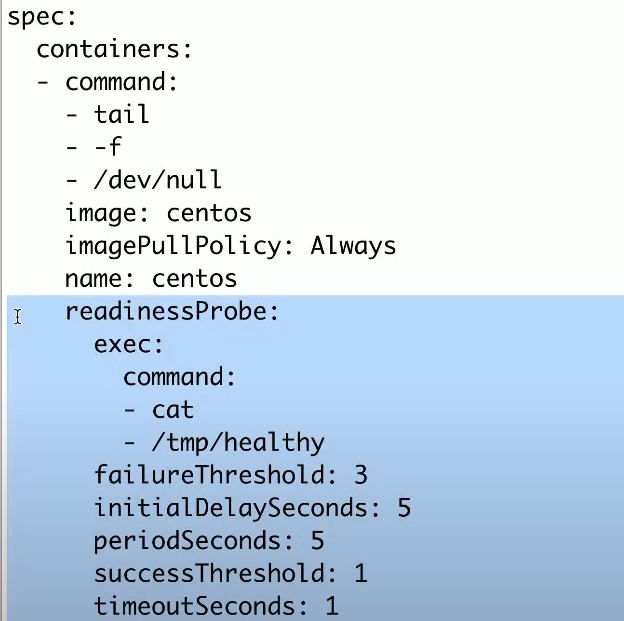 spec:
  containers:
  - command:
    - tail
    - -f
    - /dev/null
    image: centos
    imagePullPolicy: Always
    name: centos
    readinessProbe:
      exec:
        command:
        - cat
        - /tmp/healthy
      failureThreshold: 3
      initialDelaySeconds: 5
      periodSeconds: 5
      successThreshold: 1
      timeoutSeconds: 1